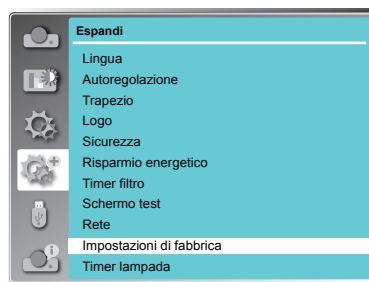 Espandi
Lingua
Autoregolazione
Trapezio
Logo
Sicurezza
Risparmio energetico
Timer filtro
Schermo test
Rete
Impostazioni di fabbrica
Timer lampada